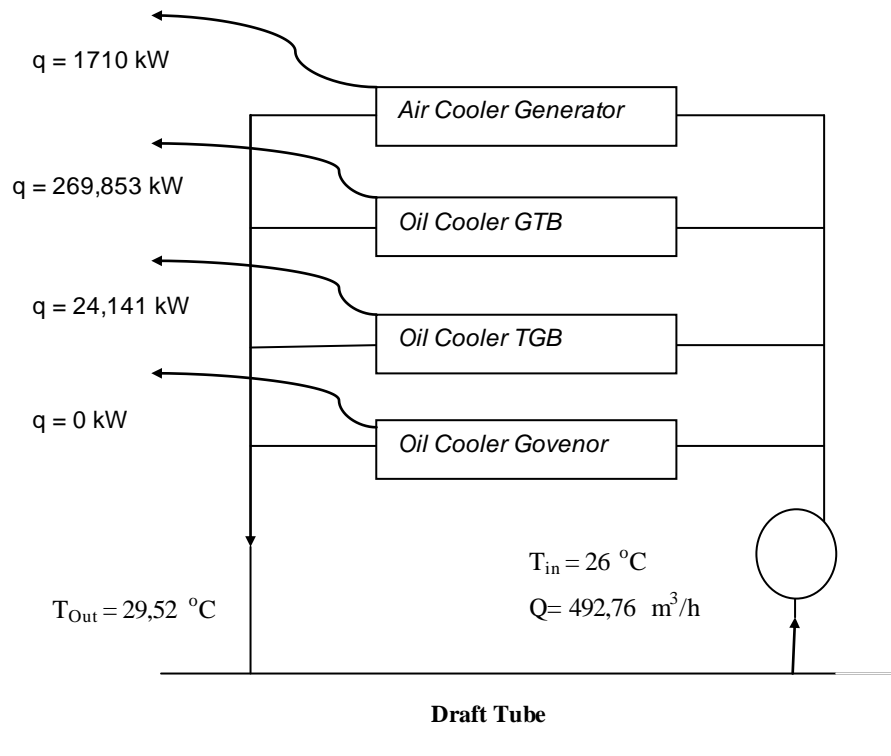 q = 1710 kW
Air Cooler Generator
q = 269,853 kW
Oil Cooler GTB
q = 24,141 kW
Oil Cooler TGB
q = 0 kW
Oil Cooler Govenor
T_in = 26 °C
T_Out = 29,52 °C
Q= 492,76 m³/h
Draft Tube